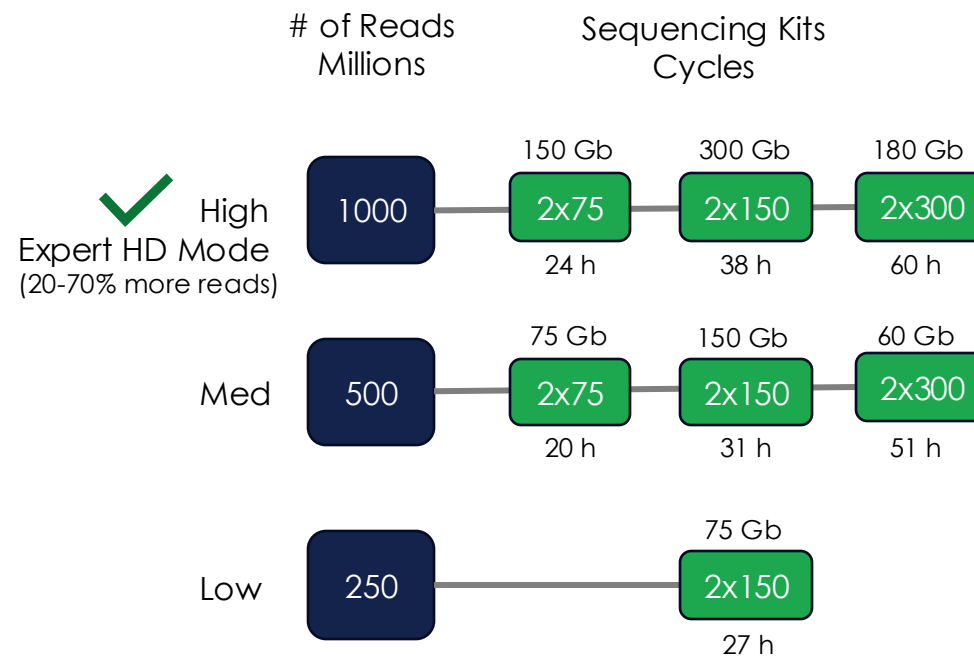 # of Reads
Millions
Sequencing Kits
Cycles
150 Gb
300 Gb
180 Gb
High
1000
2x75
2x150
2x300
Expert HD Mode
(20-70% more reads)
24 h
38 h
60 h
75 Gb
150 Gb
60 Gb
Med
500
2x75
2x150
2x300
20 h
31 h
51 h
75 Gb
Low
250
2x150
27 h